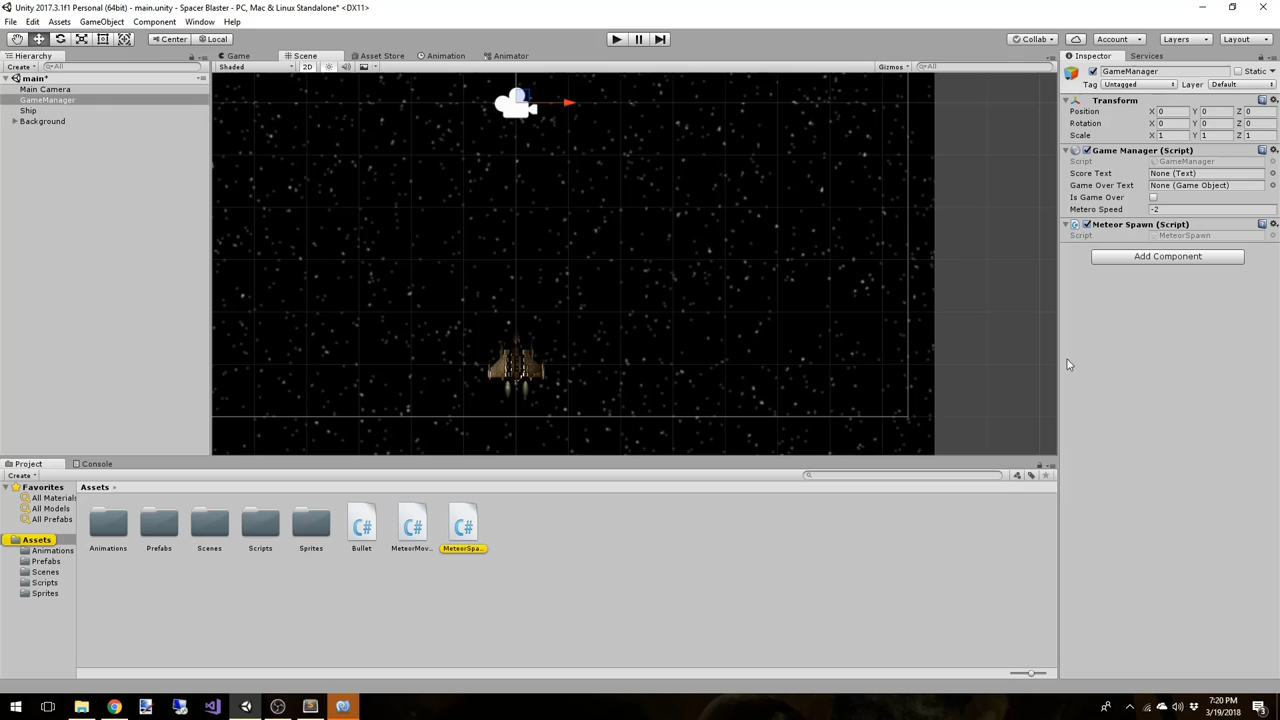 Unity 2017.3.1f1 Personal (64bit) - main.unity - Spacer Blaster - PC, Mac & Linux Standalone* <DX11>
File Edit Assets GameObject Component Window Help
Center Local Collab Account Layers Layout
Hierarchy Game Scene Asset Store Animation Animator Inspector Services
Create All Shaded 2D Gizmos All GameManager Static
main*
Main Camera
GameManager
Ship
Background
Tag Untagged Layer Default
Transform
Position X 0 Y 0 Z 0
Rotation X 0 Y 0 Z 0
Scale X 1 Y 1 Z 1
Game Manager (Script)
Script GameManager
Score Text None (Text)
Game Over Text None (Game Object)
Is Game Over
Metero Speed -2
Meteor Spawn (Script)
Script MeteorSpawn
Add Component
Project Console
Create
Favorites
All Materials
All Models
All Prefabs
Assets
Animations
Prefabs
Scenes
Scripts
Sprites
Assets
C# C# C#
Animations Prefabs Scenes Scripts Sprites Bullet MeteorMov... MeteorSpa...
7:20 PM
3/19/2018
3